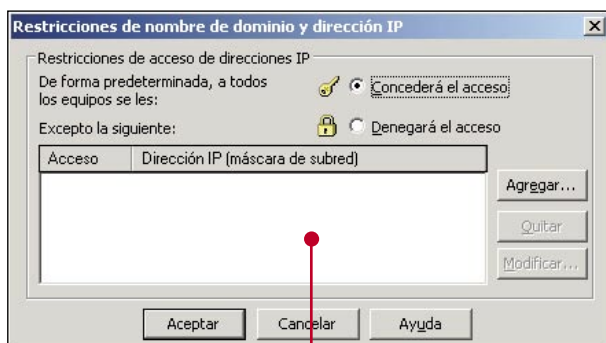 Restricciones de nombre de dominio y dirección IP
Restricciones de acceso de direcciones IP
De forma predeterminada, a todos
los equipos se les:
Concederá el acceso
Excepto la siguiente:
Denegará el acceso
Acceso Dirección IP (máscara de subred)
Agregar...
Quitar
Modificar...
Aceptar Cancelar Ayuda